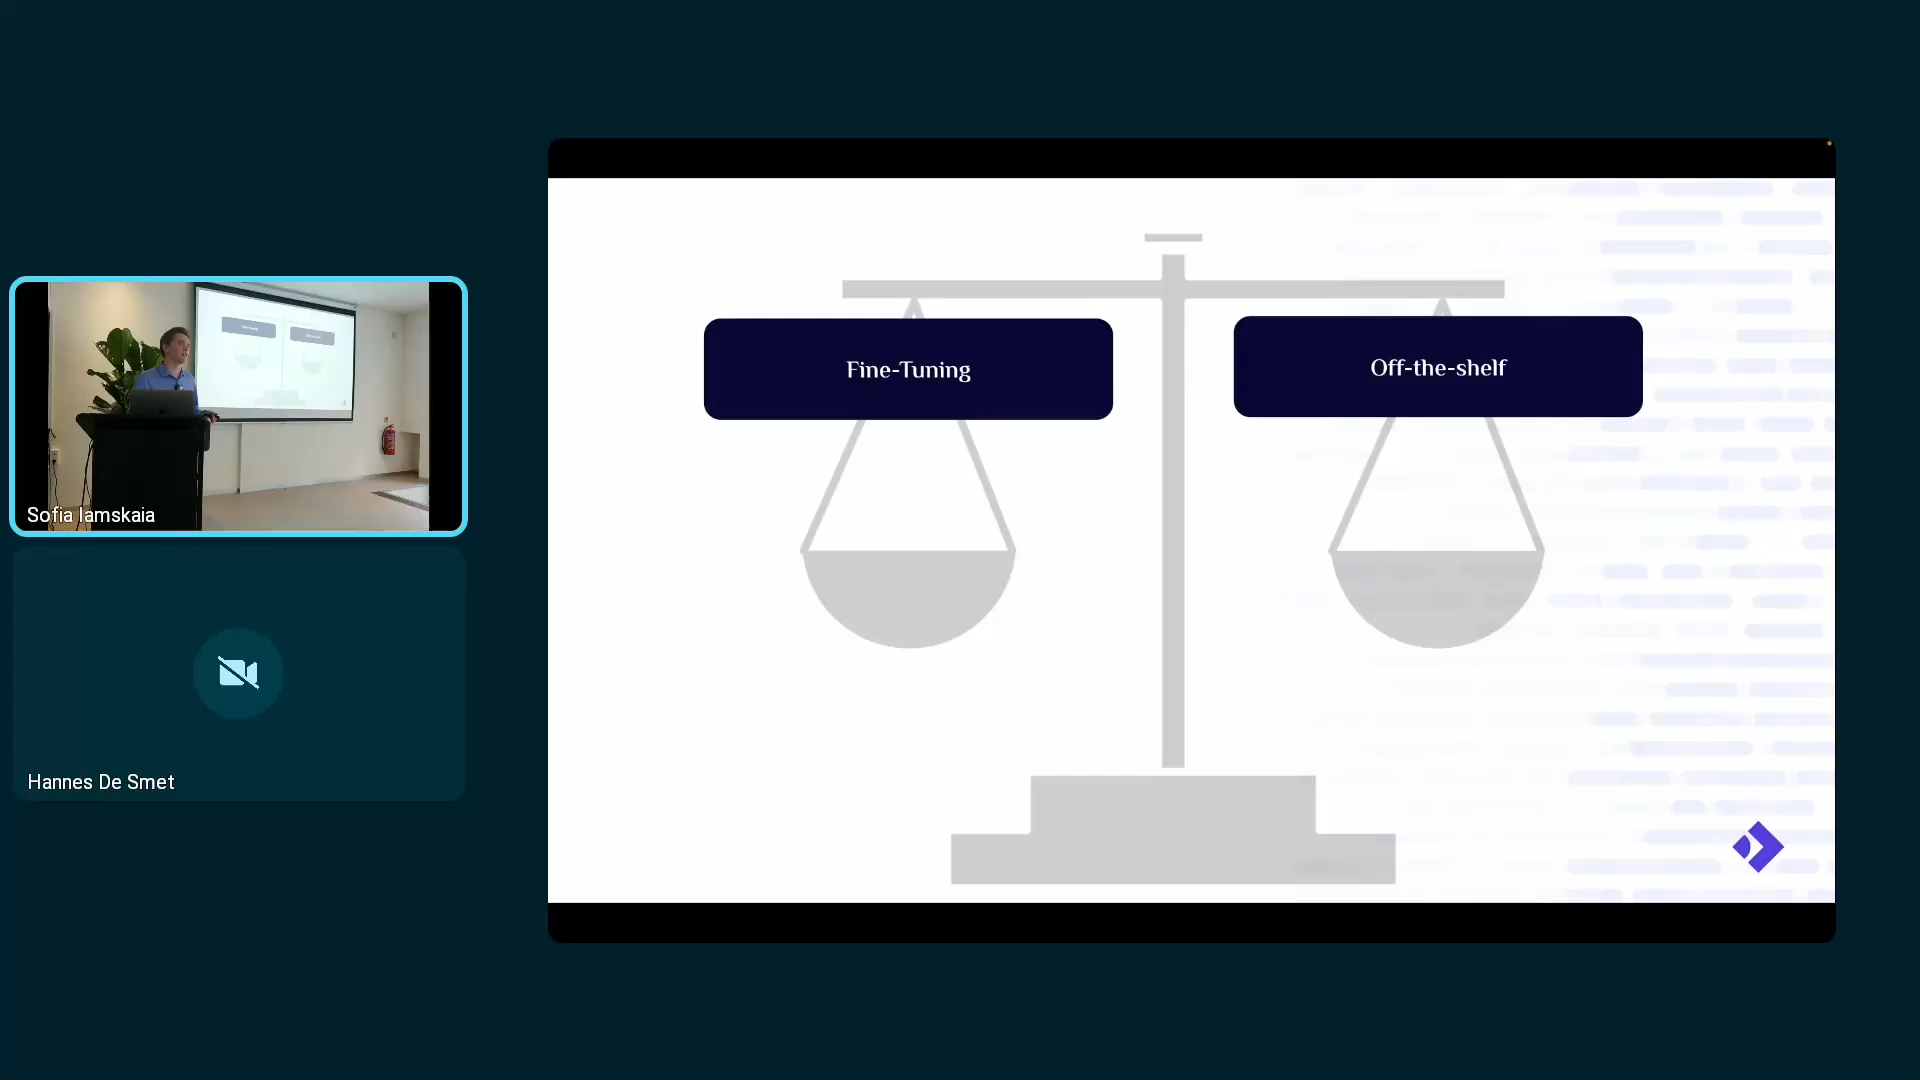 Fine-Tuning
Off-the-shelf
Sofia Iamskaia
Hannes De Smet